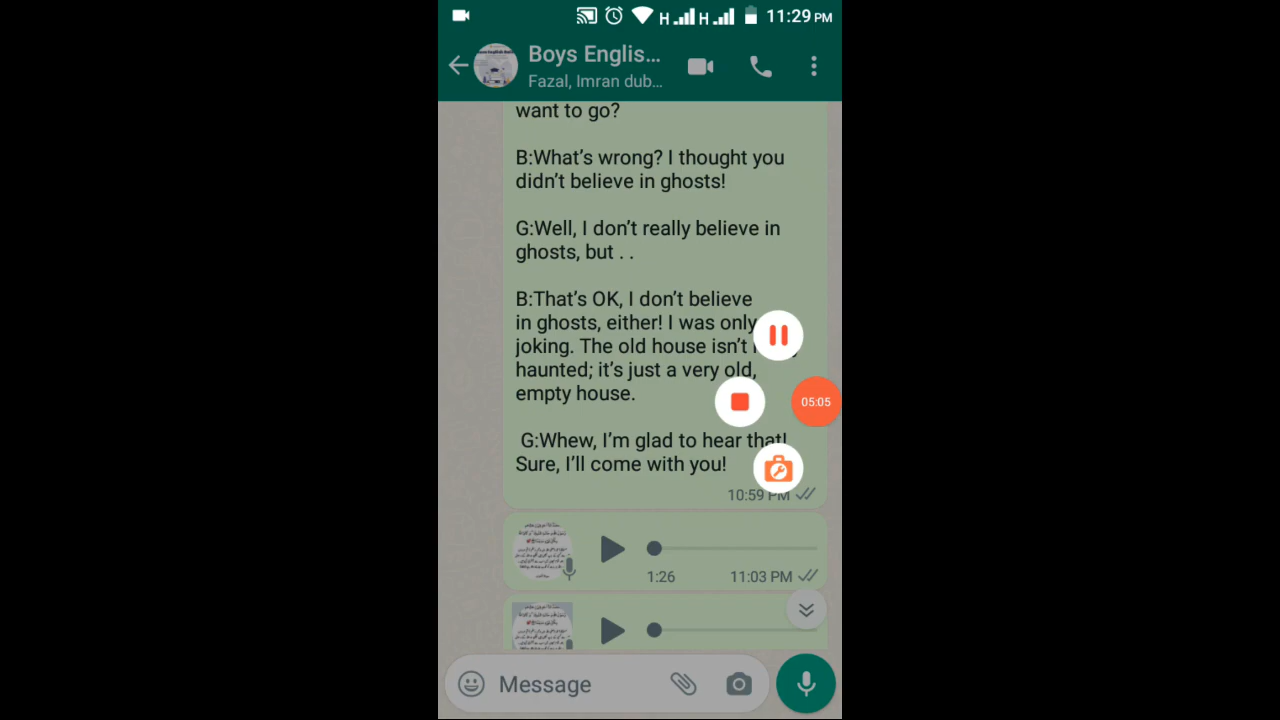 11:29 PM
Boys Englis...
Fazal, Imran dub...
want to go?
B:What's wrong? I thought you
didn't believe in ghosts!
G:Well, I don't really believe in
ghosts, but . .
B:That's OK, I don't believe
in ghosts, either! I was only
joking. The old house isn't
haunted; it's just a very old,
empty house.
05:05
G:Whew, I'm glad to hear that!
Sure, I'll come with you!
10:59 PM
1:26
11:03 PM
Message